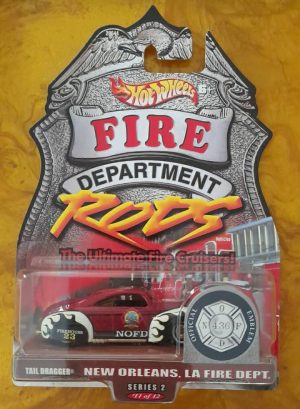 Hot Wheels
FIRE
DEPARTMENT
RODS
The Ultimate Fire Cruisers!
NOFD
23
OFFICIAL
EMBLEM
TAIL DRAGGER®
NEW ORLEANS, LA FIRE DEPT.
SERIES 2
11 of 12